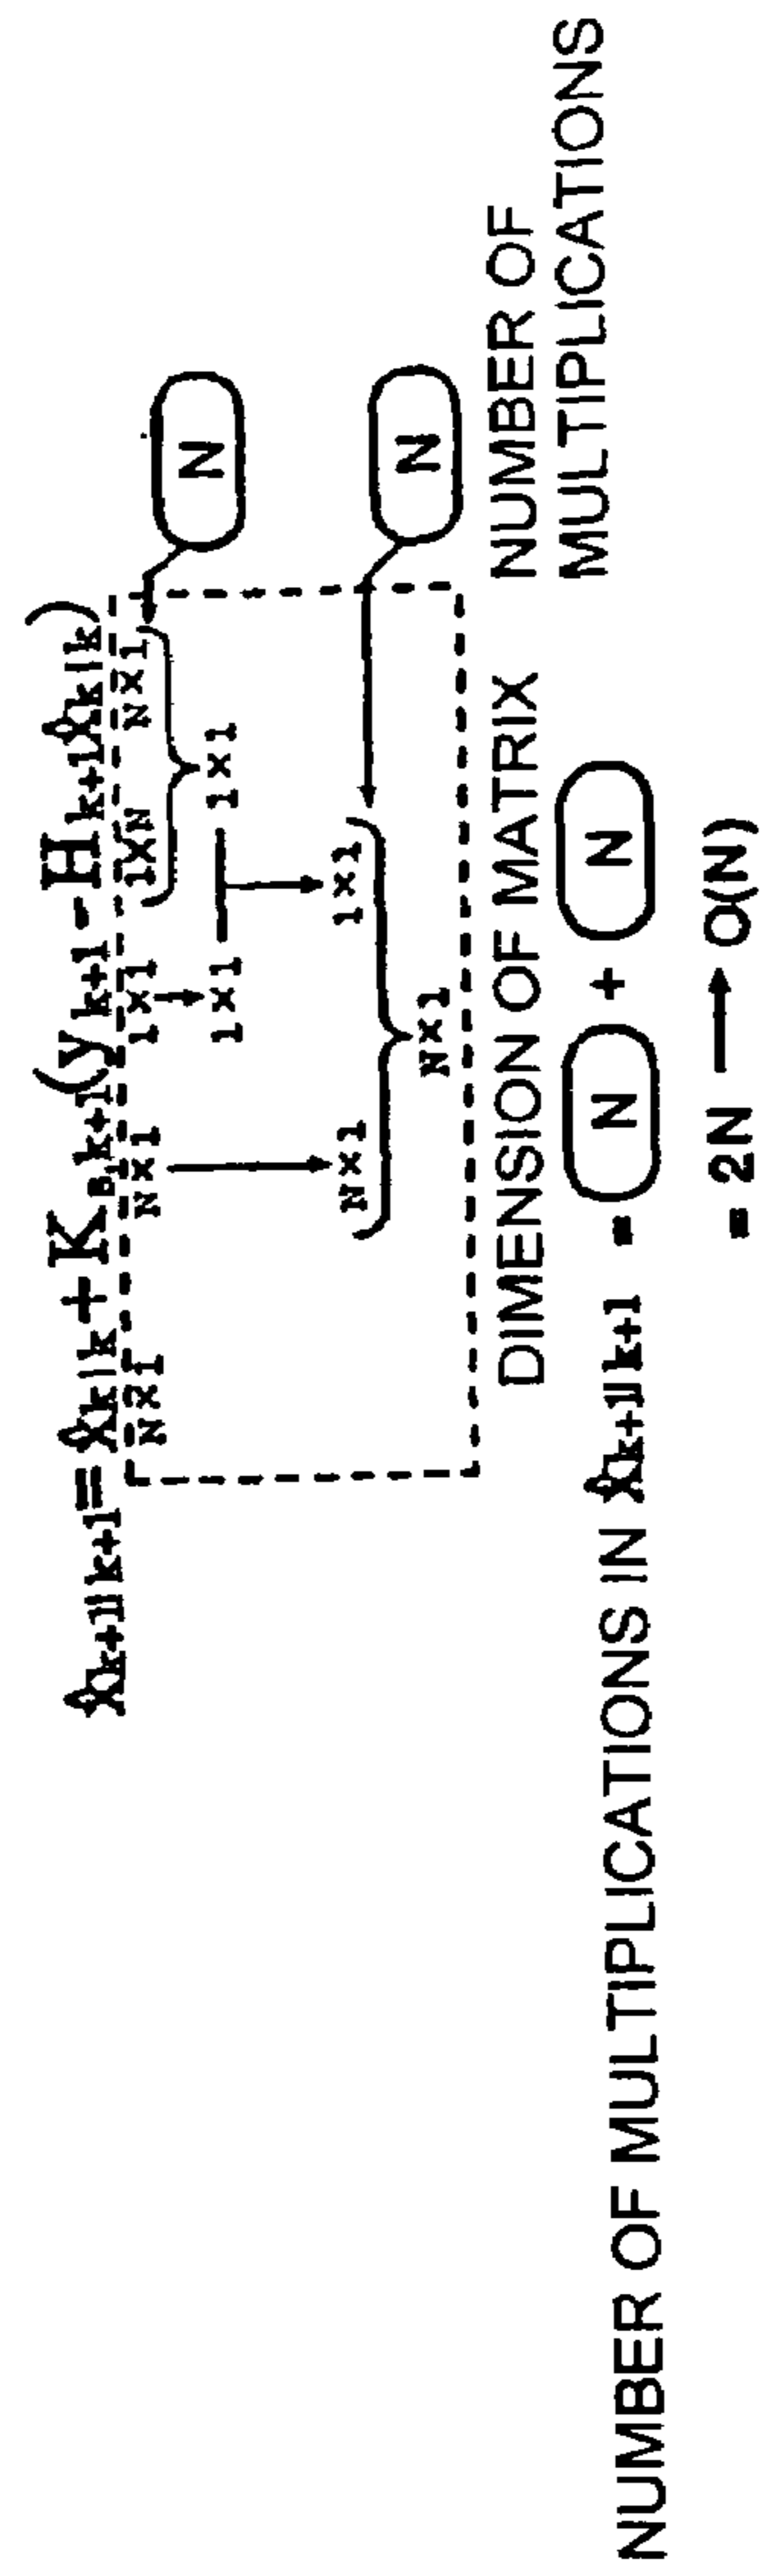 x̂k+1|k+1 = x̂k|k + Ks,k+1(yk+1 − Hk+1x̂k|k)
N×1 N×1 1×1 1×N N×1 N
1×1 1×1
N×1 1×1 N
N×1
DIMENSION OF MATRIX NUMBER OF
MULTIPLICATIONS
NUMBER OF MULTIPLICATIONS IN x̂k+1|k+1 = N + N
= 2N → O(N)